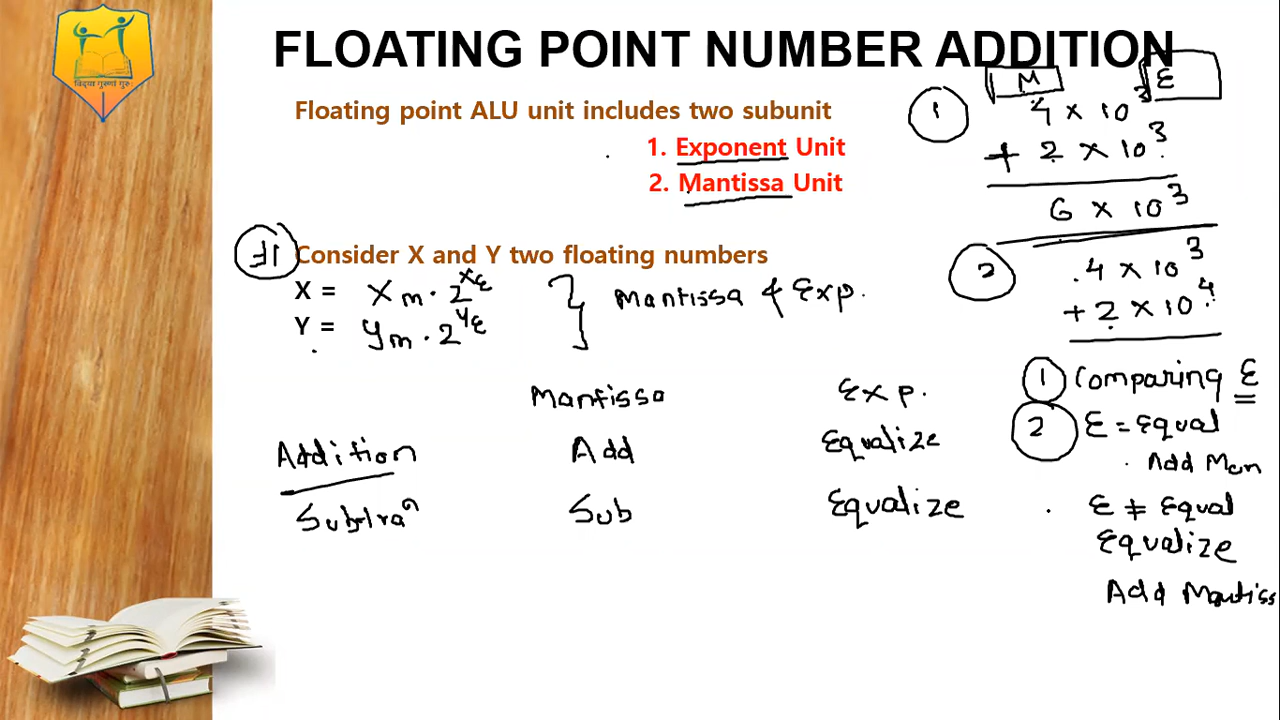 FLOATING POINT NUMBER ADDITION
Floating point ALU unit includes two subunit
1. Exponent Unit
2. Mantissa Unit
Consider X and Y two floating numbers
X = Xm · 2^XE
Y = Ym · 2^YE
} Mantissa & Exp.
Mantissa Exp.
Addition Add Equalize
Sub Equalize
M E
1
4 × 10^3
+ 2 × 10^3
6 × 10^3
2
.4 × 10^3
+ 2 × 10^4
1 Comparing E
2 E = Equal
Add Man
E ≠ Equal
Equalize
Add Mantiss
विद्या गुरूणां गुरुः